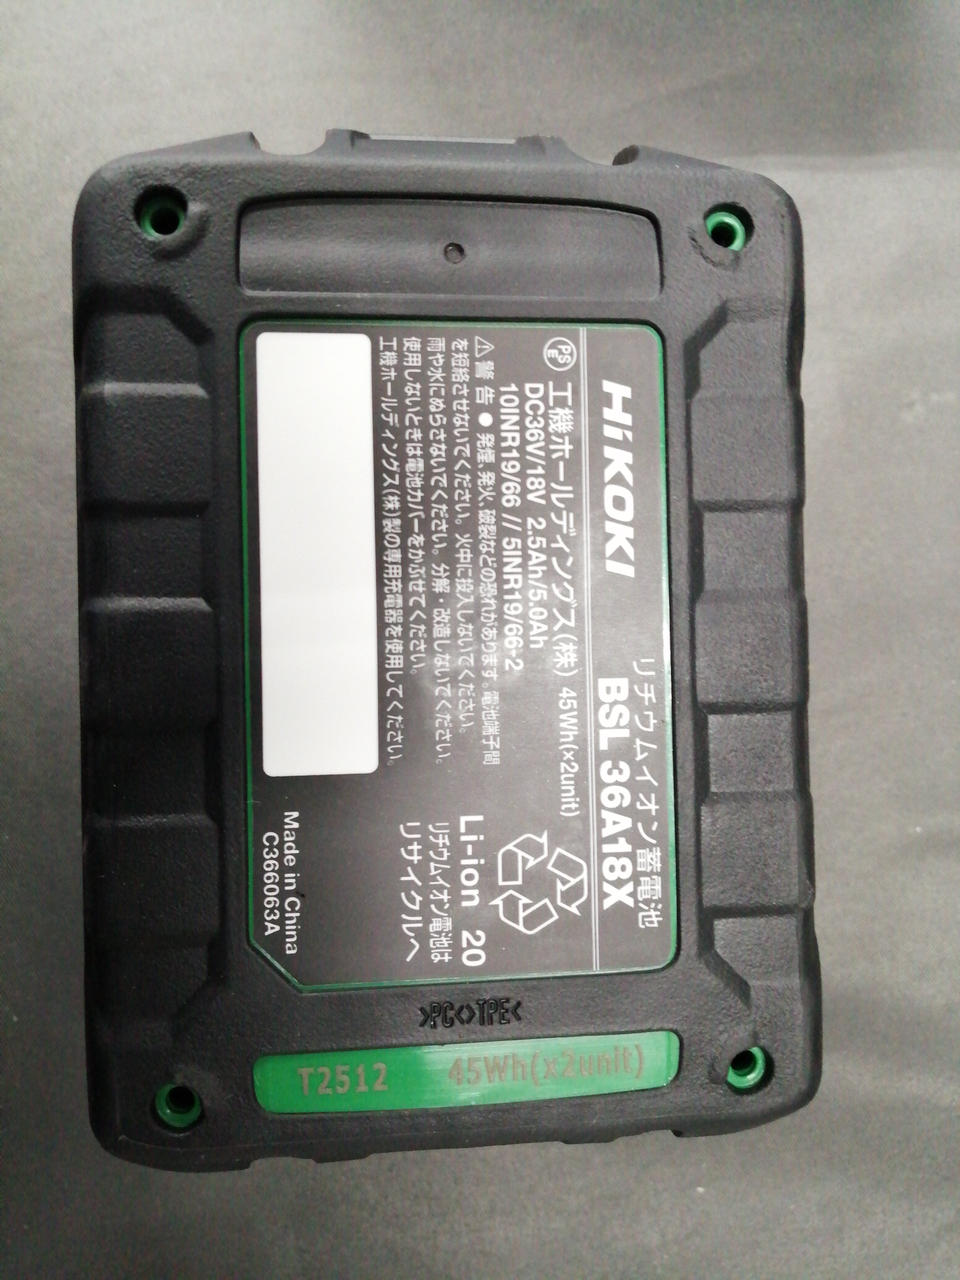 HiKOKI
リチウムイオン蓄電池
BSL 36A18X
PS
E
工機ホールディングス(株) 45Wh(×2unit)
DC36V/18V 2.5Ah/5.0Ah
10INR19/66 // 5INR19/66-2
⚠警告 ● 発煙、発火、破裂などの恐れがあります。電池端子間
を短絡させないでください。火中に投入しないでください。
雨や水にぬらさないでください。分解・改造しないでください。
使用しないときは電池カバーをかぶせてください。
工機ホールディングス(株)製の専用充電器を使用してください。
Li-ion 20
リチウムイオン電池は
リサイクルへ
Made in China
C366063A
>PC<>TPE<
T2512 45Wh(x2unit)